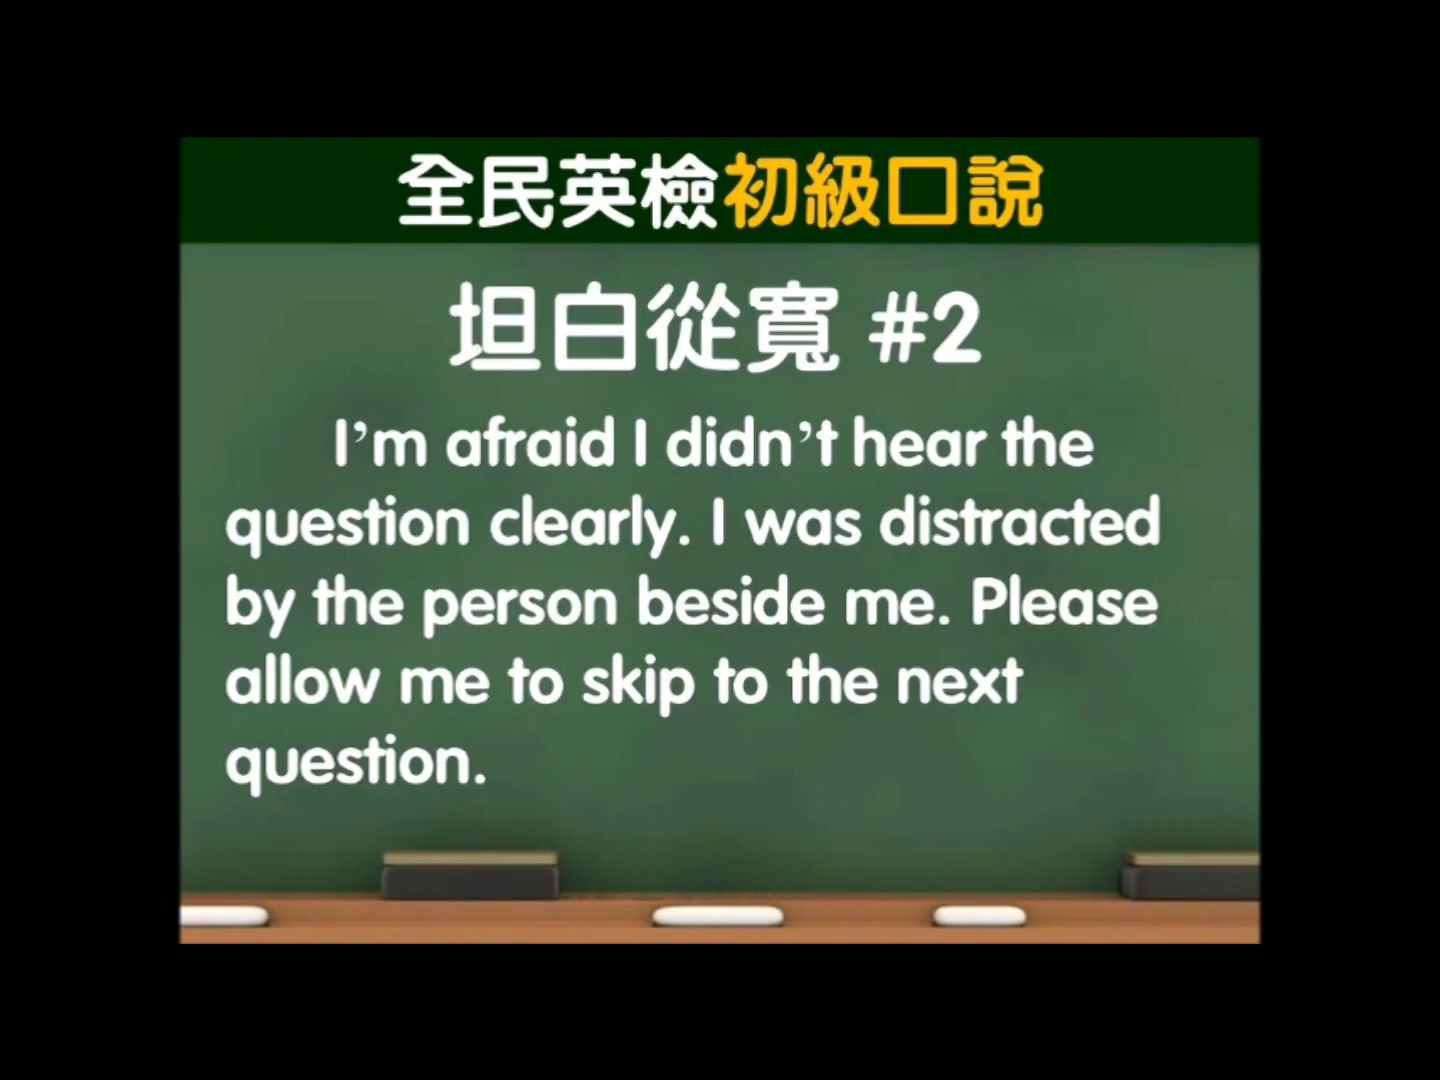 全民英檢初級口說
坦白從寬 #2
I’m afraid I didn’t hear the
question clearly. I was distracted
by the person beside me. Please
allow me to skip to the next
question.